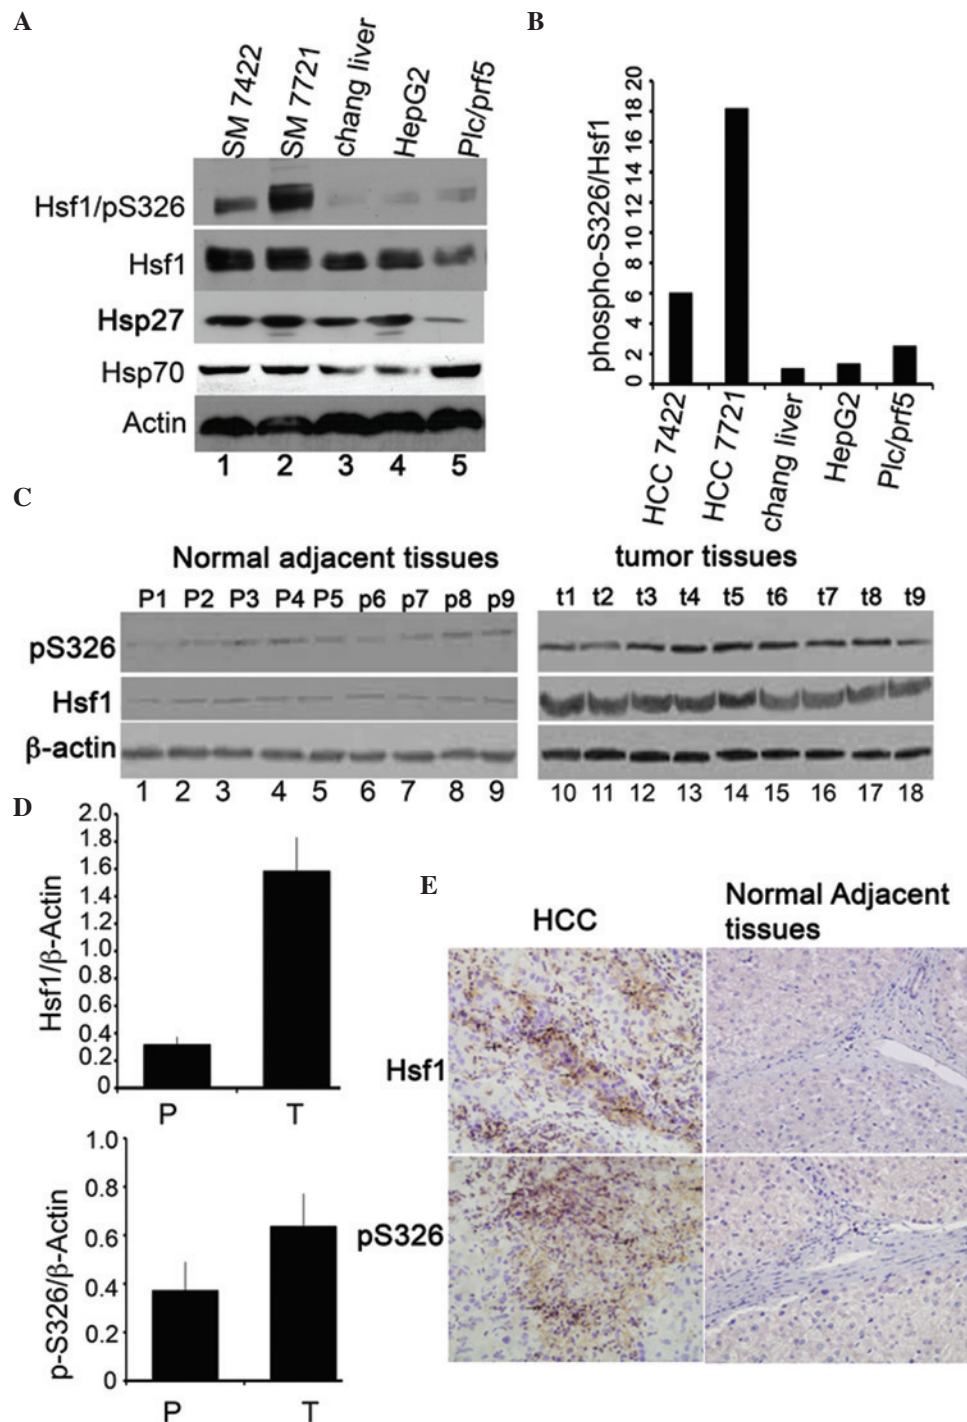 A
SM 7422
SM 7721
chang liver
HepG2
Plc/prf5
Hsf1/pS326
Hsf1
Hsp27
Hsp70
Actin
1 2 3 4 5
B
phospho-S326/Hsf1
20
18
16
14
12
10
8
6
4
2
0
HCC 7422
HCC 7721
chang liver
HepG2
Plc/prf5
C
Normal adjacent tissues
P1 P2 P3 P4 P5 p6 p7 p8 p9
tumor tissues
t1 t2 t3 t4 t5 t6 t7 t8 t9
pS326
Hsf1
β-actin
1 2 3 4 5 6 7 8 9
10 11 12 13 14 15 16 17 18
D
Hsf1/β-Actin
2.0
1.8
1.6
1.4
1.2
1.0
0.8
0.6
0.4
0.2
0
P T
p-S326/β-Actin
1.0
0.8
0.6
0.4
0.2
0
P T
E
HCC
Normal Adjacent
tissues
Hsf1
pS326